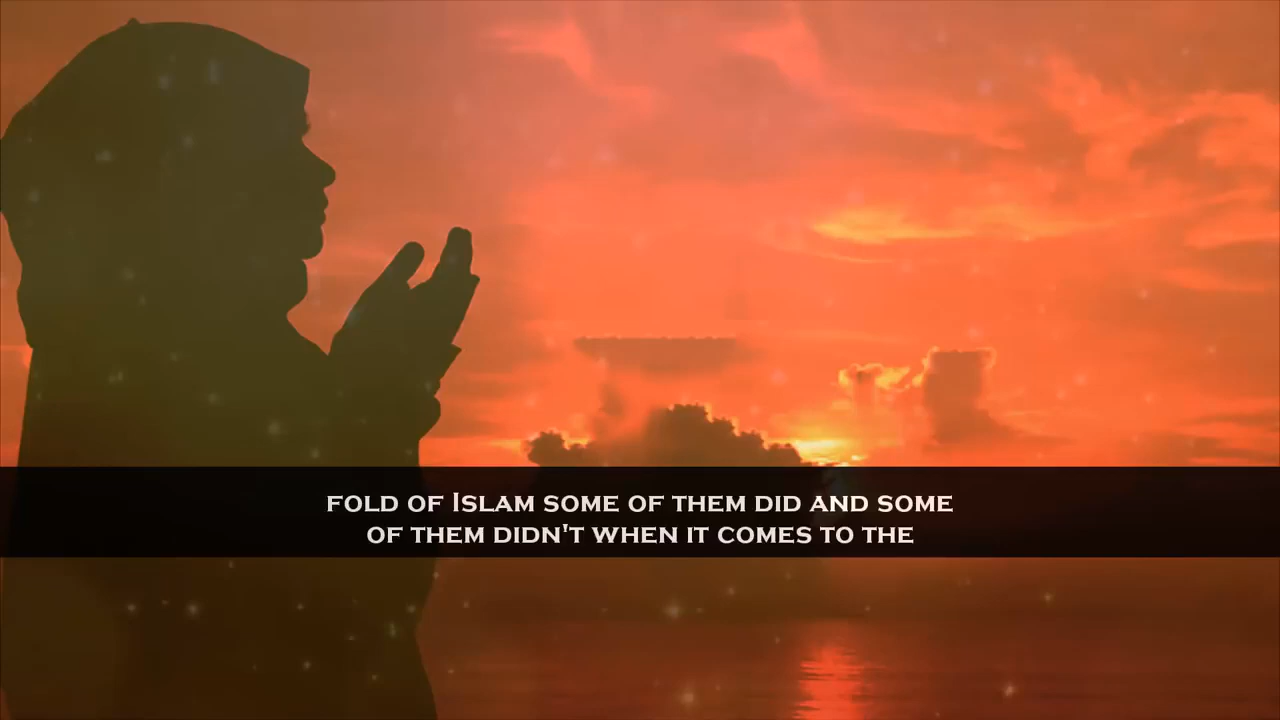 fold of Islam some of them did and some
of them didn't when it comes to the